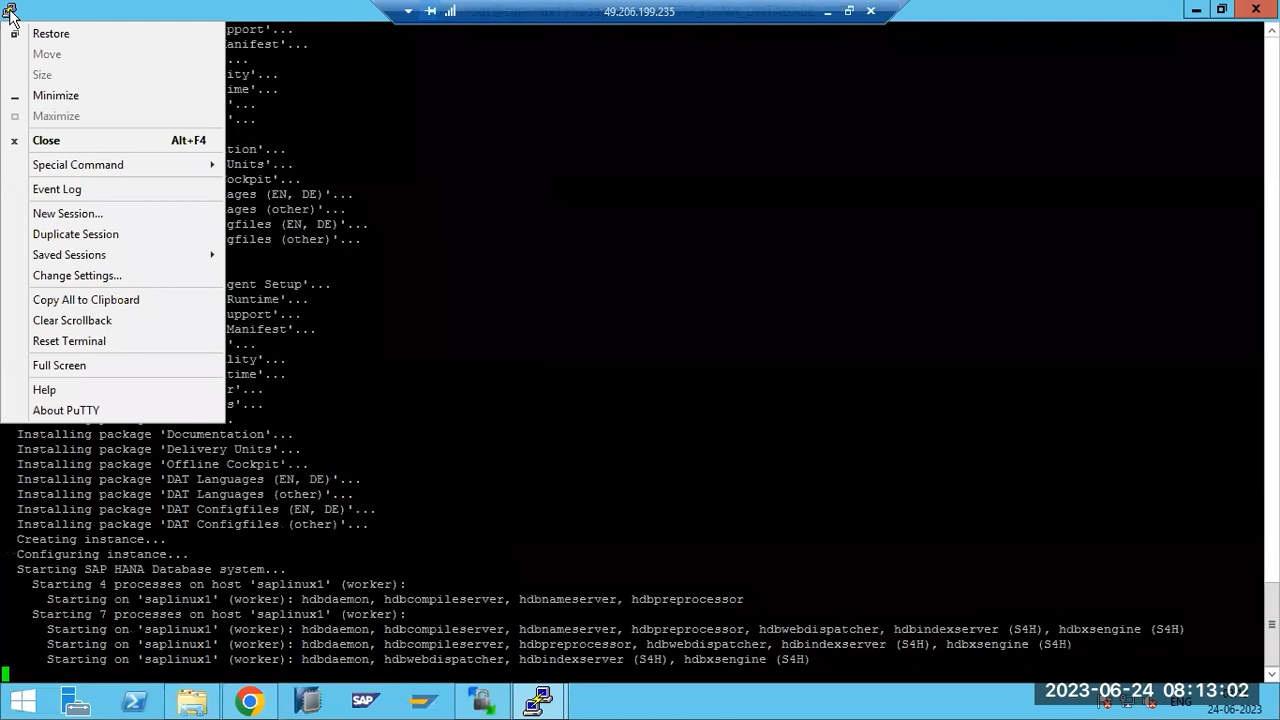 49.206.199.235
Restore
Move
Size
Minimize
Maximize
x Close Alt+F4
Special Command
Event Log
New Session...
Duplicate Session
Saved Sessions
Change Settings...
Copy All to Clipboard
Clear Scrollback
Reset Terminal
Full Screen
Help
About PuTTY
pport'...
anifest'...
'...
ity'...
ime'...
'...
'...
tion'...
Units'...
ockpit'...
ages (EN, DE)'...
ages (other)'...
gfiles (EN, DE)'...
gfiles (other)'...
gent Setup'...
Runtime'...
upport'...
Manifest'...
'...
lity'...
time'...
r'...
s'...
.
Installing package 'Documentation'...
Installing package 'Delivery Units'...
Installing package 'Offline Cockpit'...
Installing package 'DAT Languages (EN, DE)'...
Installing package 'DAT Languages (other)'...
Installing package 'DAT Configfiles (EN, DE)'...
Installing package 'DAT Configfiles (other)'...
Creating instance...
Configuring instance...
Starting SAP HANA Database system...
Starting 4 processes on host 'saplinux1' (worker):
Starting on 'saplinux1' (worker): hdbdaemon, hdbcompileserver, hdbnameserver, hdbpreprocessor
Starting 7 processes on host 'saplinux1' (worker):
Starting on 'saplinux1' (worker): hdbdaemon, hdbcompileserver, hdbnameserver, hdbpreprocessor, hdbwebdispatcher, hdbindexserver (S4H), hdbxsengine (S4H)
Starting on 'saplinux1' (worker): hdbdaemon, hdbcompileserver, hdbpreprocessor, hdbwebdispatcher, hdbindexserver (S4H), hdbxsengine (S4H)
Starting on 'saplinux1' (worker): hdbdaemon, hdbwebdispatcher, hdbindexserver (S4H), hdbxsengine (S4H)
SAP
2023-06-24 08:13:02
ENG
24-06-2023